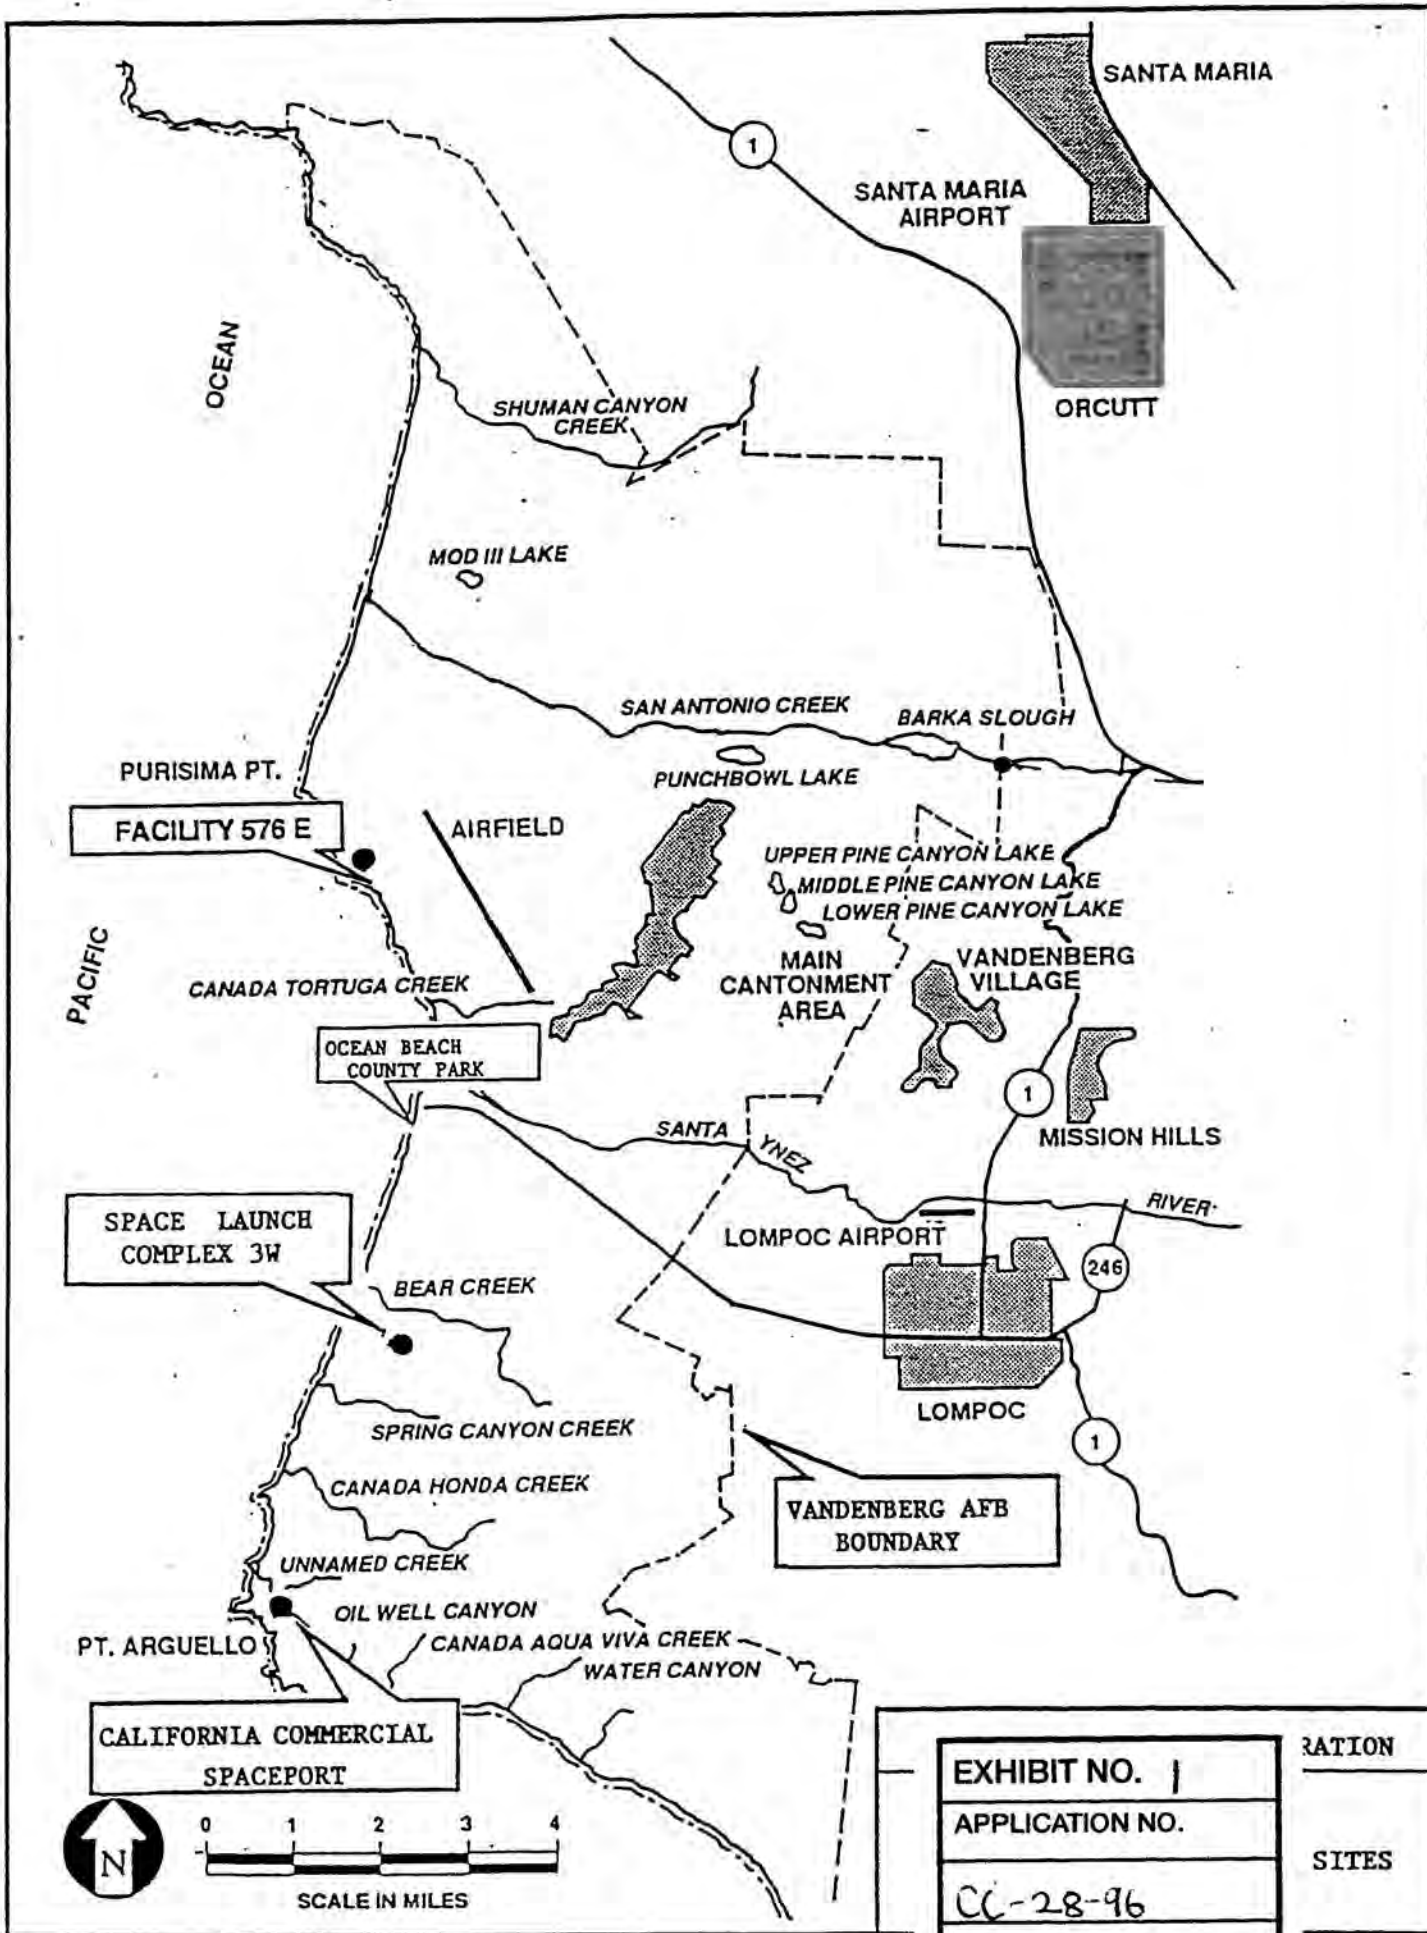 SANTA MARIA
1
SANTA MARIA
AIRPORT
OCEAN
SHUMAN CANYON
CREEK
ORCUTT
MOD III LAKE
SAN ANTONIO CREEK
BARKA SLOUGH
PURISIMA PT.
PUNCHBOWL LAKE
FACILITY 576 E
AIRFIELD
UPPER PINE CANYON LAKE
MIDDLE PINE CANYON LAKE
LOWER PINE CANYON LAKE
PACIFIC
MAIN
CANTONMENT
AREA
VANDENBERG
VILLAGE
CANADA TORTUGA CREEK
OCEAN BEACH
COUNTY PARK
1
SANTA YNEZ RIVER
MISSION HILLS
SPACE LAUNCH
COMPLEX 3W
LOMPOC AIRPORT
246
BEAR CREEK
LOMPOC
SPRING CANYON CREEK
1
CANADA HONDA CREEK
VANDENBERG AFB
BOUNDARY
UNNAMED CREEK
OIL WELL CANYON
PT. ARGUELLO
CANADA AQUA VIVA CREEK
WATER CANYON
CALIFORNIA COMMERCIAL
SPACEPORT
N
0 1 2 3 4
SCALE IN MILES
EXHIBIT NO. 1
APPLICATION NO.
CC-28-96
RATION
SITES